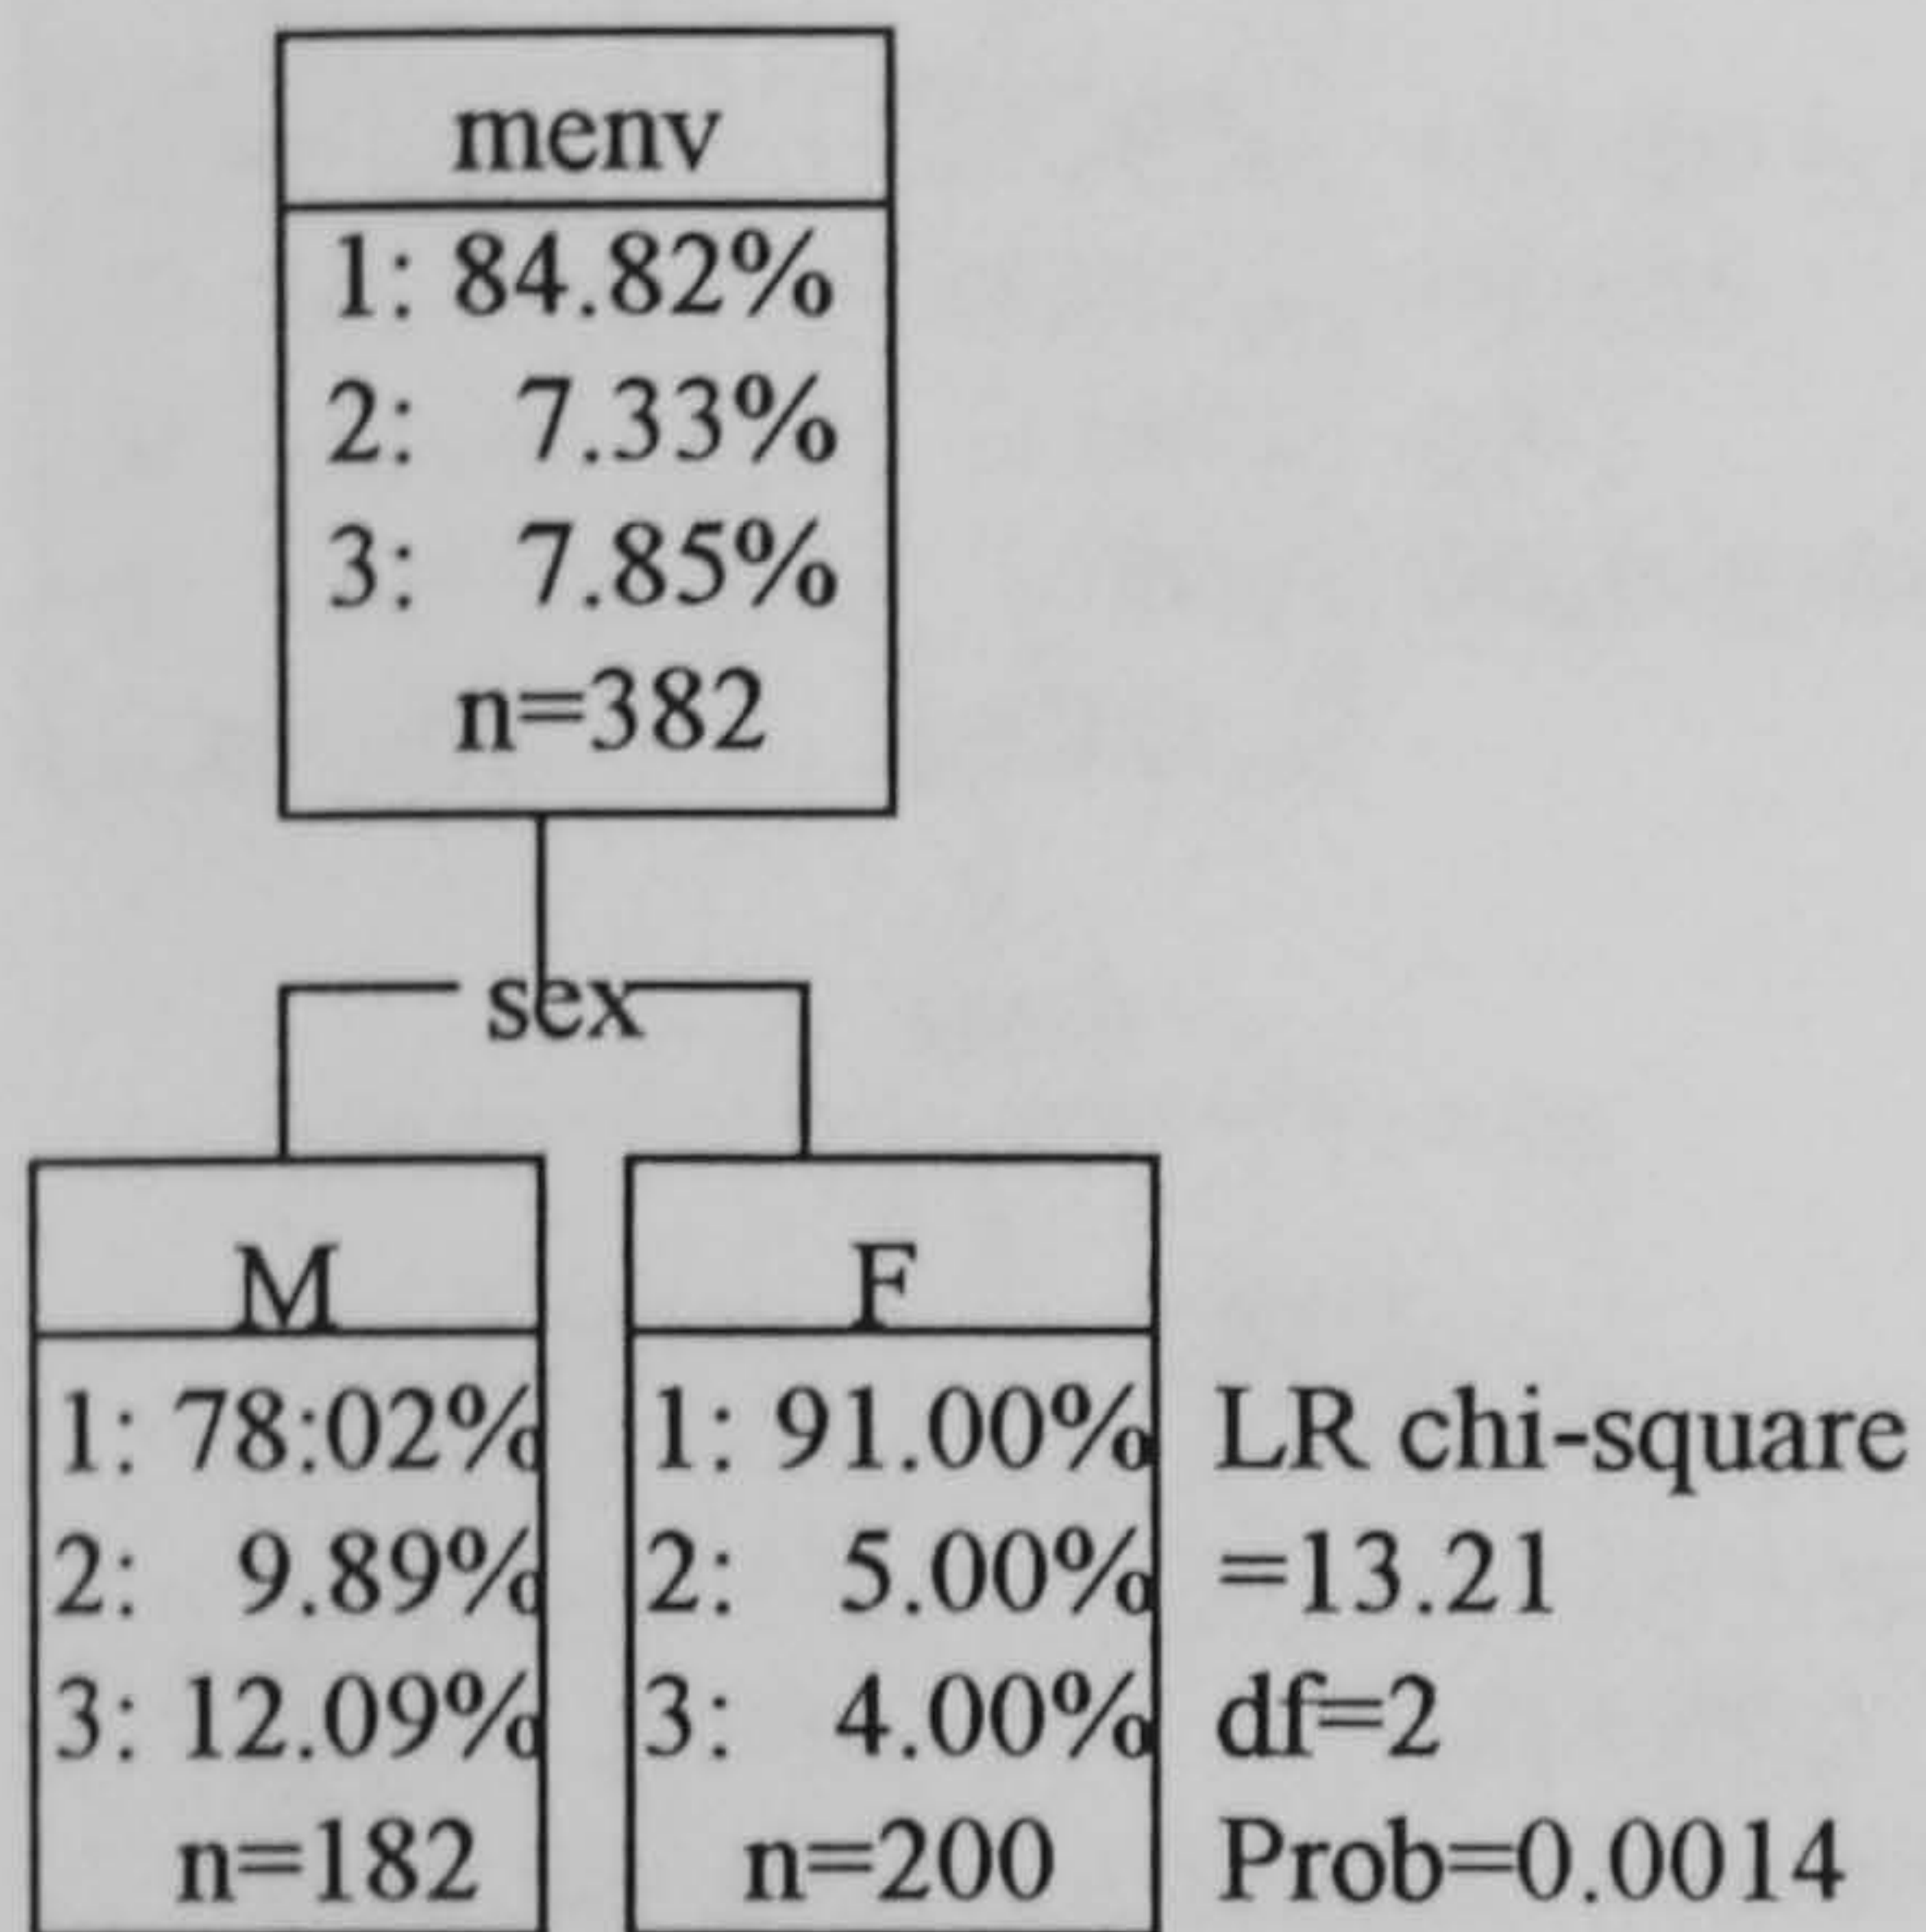 menv
1: 84.82%
2: 7.33%
3: 7.85%
n=382
sex
M
1: 78:02%
2: 9.89%
3: 12.09%
n=182
F
1: 91.00%
2: 5.00%
3: 4.00%
n=200
LR chi-square
=13.21
df=2
Prob=0.0014